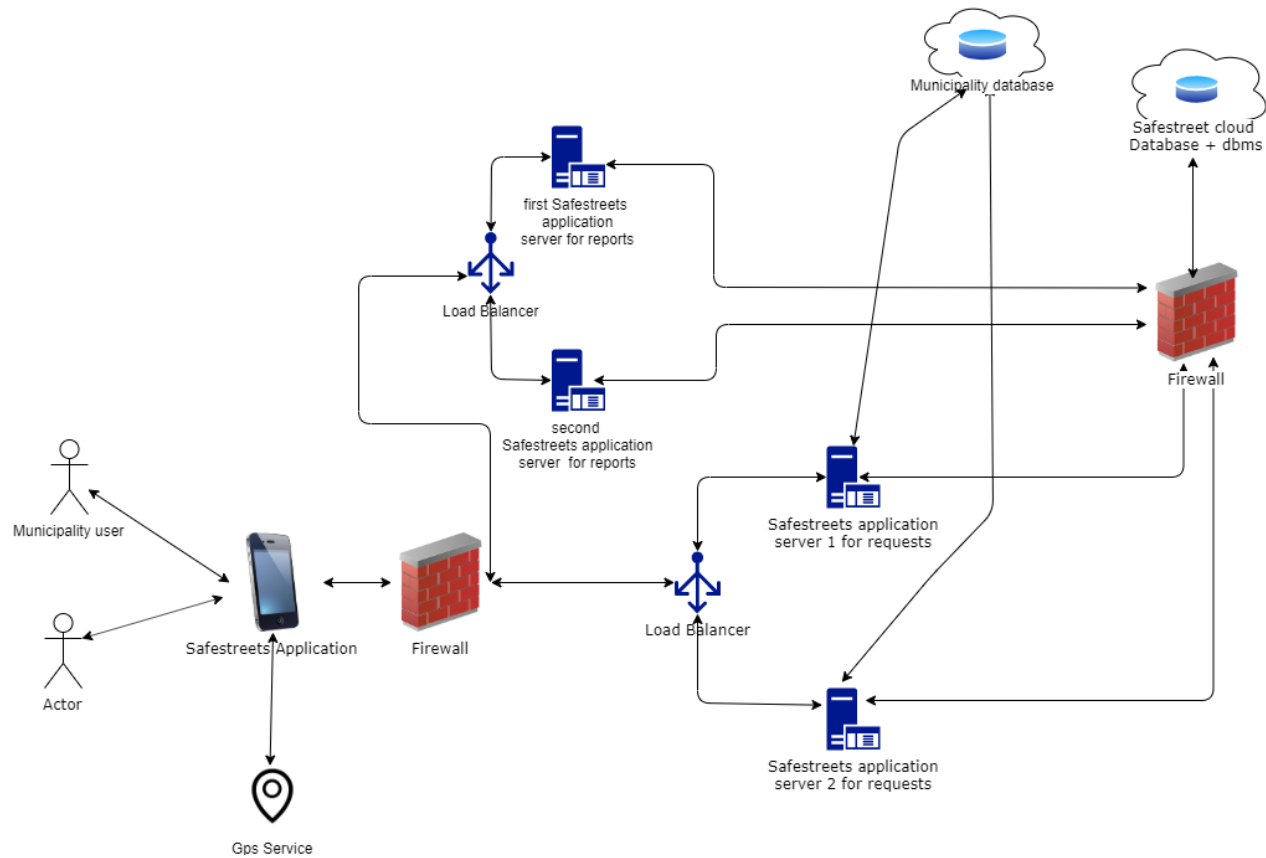 Municipality database
Safestreet cloud
Database + dbms
first Safestreets
application
server for reports
Load Balancer
Firewall
second
Safestreets application
server for reports
Municipality user
Safestreets application
server 1 for requests
Load Balancer
Safestreets Application
Firewall
Actor
Safestreets application
server 2 for requests
Gps Service